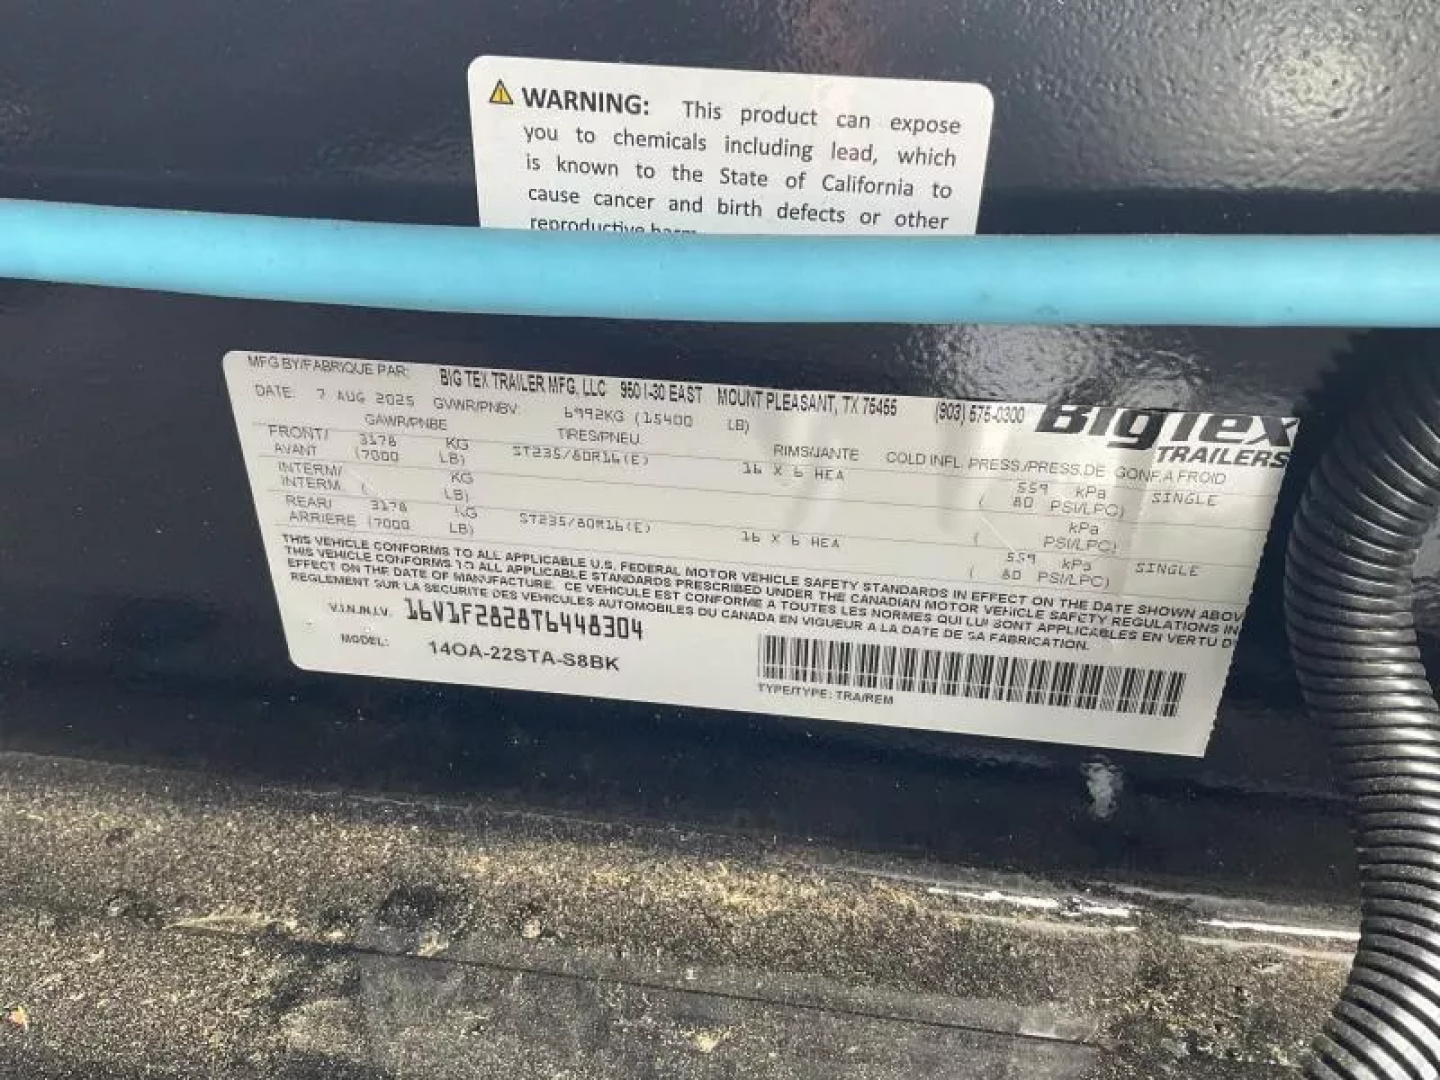 ⚠ WARNING: This product can expose
you to chemicals including lead, which
is known to the State of California to
cause cancer and birth defects or other
reproductive harm
MFG BY/FABRIQUE PAR: BIG TEX TRAILER MFG, LLC 950 I-30 EAST MOUNT PLEASANT, TX 75455 (903) 575-0300
BigTex
TRAILERS
DATE: 7 AUG 2025 GVWR/PNBV: 6992KG (15400 LB)
GAWR/PNBE TIRES/PNEU RIMS/JANTE COLD INFL. PRESS./PRESS.DE GONF.A FROID
FRONT/ 3178 KG ST235/80R16(E) 16 X 6 HEA 559 kPa SINGLE
AVANT (7000 LB) ( 80 PSI/LPC)
INTERM/ KG kPa
INTERM. ( LB) ( PSI/LPC)
REAR/ 3178 KG ST235/80R16(E) 16 X 6 HEA 559 kPa SINGLE
ARRIÈRE (7000 LB) ( 80 PSI/LPC)
THIS VEHICLE CONFORMS TO ALL APPLICABLE U.S. FEDERAL MOTOR VEHICLE SAFETY STANDARDS IN EFFECT ON THE DATE SHOWN ABOV
THIS VEHICLE CONFORMS TO ALL APPLICABLE STANDARDS PRESCRIBED UNDER THE CANADIAN MOTOR VEHICLE SAFETY REGULATIONS IN
EFFECT ON THE DATE OF MANUFACTURE. CE VEHICULE EST CONFORME A TOUTES LES NORMES QUI LUI SONT APPLICABLES EN VERTU D
REGLEMENT SUR LA SECURITE DES VEHICULES AUTOMOBILES DU CANADA EN VIGUEUR A LA DATE DE SA FABRICATION.
V.I.N./N.I.V. 16V1F2828T6448304
MODEL: 14OA-22STA-S8BK
TYPE/TYPE: TRA/REM